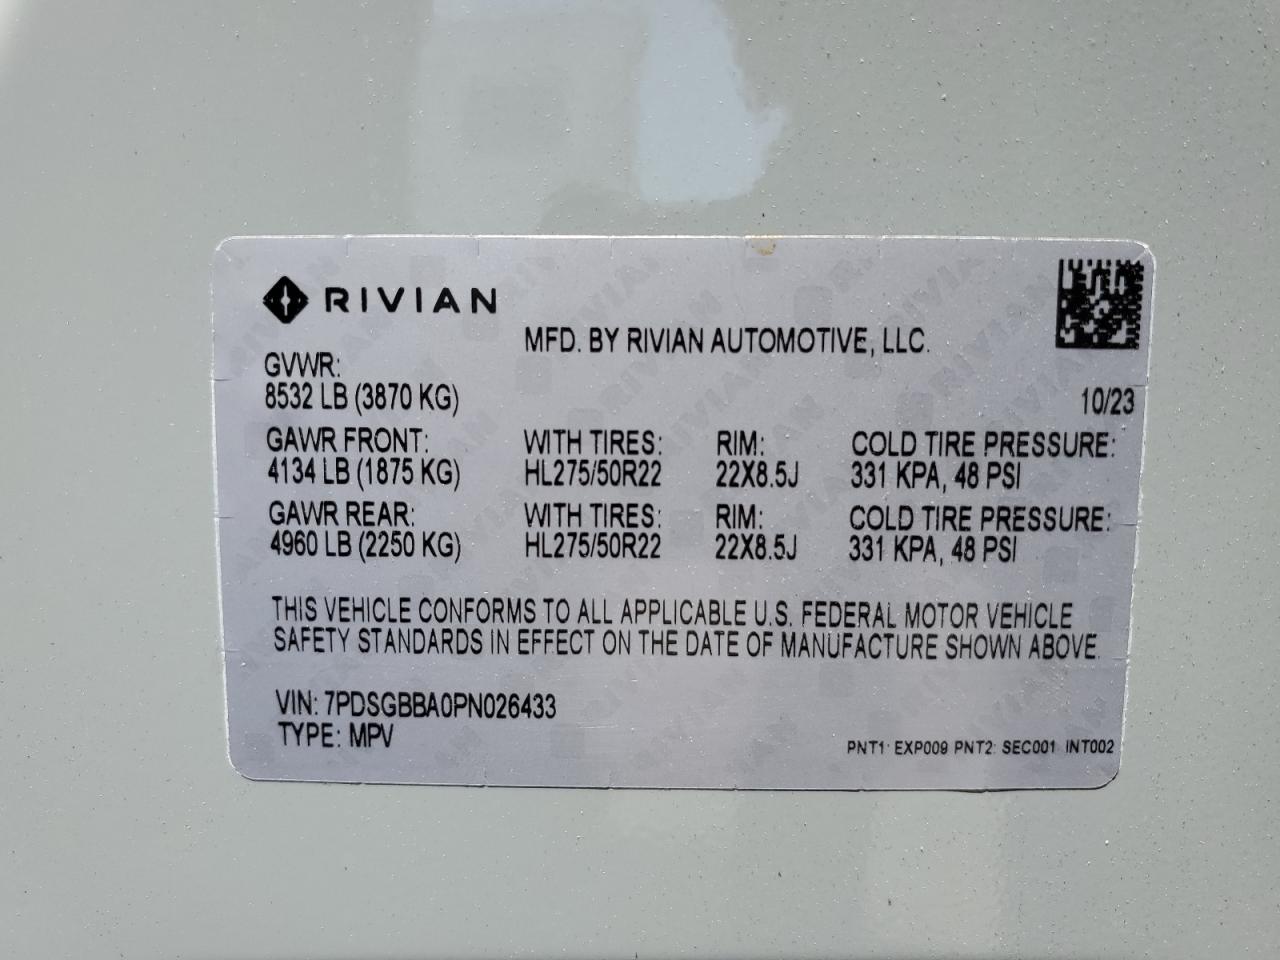 RIVIAN
MFD. BY RIVIAN AUTOMOTIVE, LLC.
GVWR:
8532 LB (3870 KG)
10/23
GAWR FRONT: WITH TIRES: RIM: COLD TIRE PRESSURE:
4134 LB (1875 KG) HL275/50R22 22X8.5J 331 KPA, 48 PSI
GAWR REAR: WITH TIRES: RIM: COLD TIRE PRESSURE:
4960 LB (2250 KG) HL275/50R22 22X8.5J 331 KPA, 48 PSI
THIS VEHICLE CONFORMS TO ALL APPLICABLE U.S. FEDERAL MOTOR VEHICLE
SAFETY STANDARDS IN EFFECT ON THE DATE OF MANUFACTURE SHOWN ABOVE.
VIN: 7PDSGBBA0PN026433
TYPE: MPV
PNT1: EXP009 PNT2: SEC001 INT002